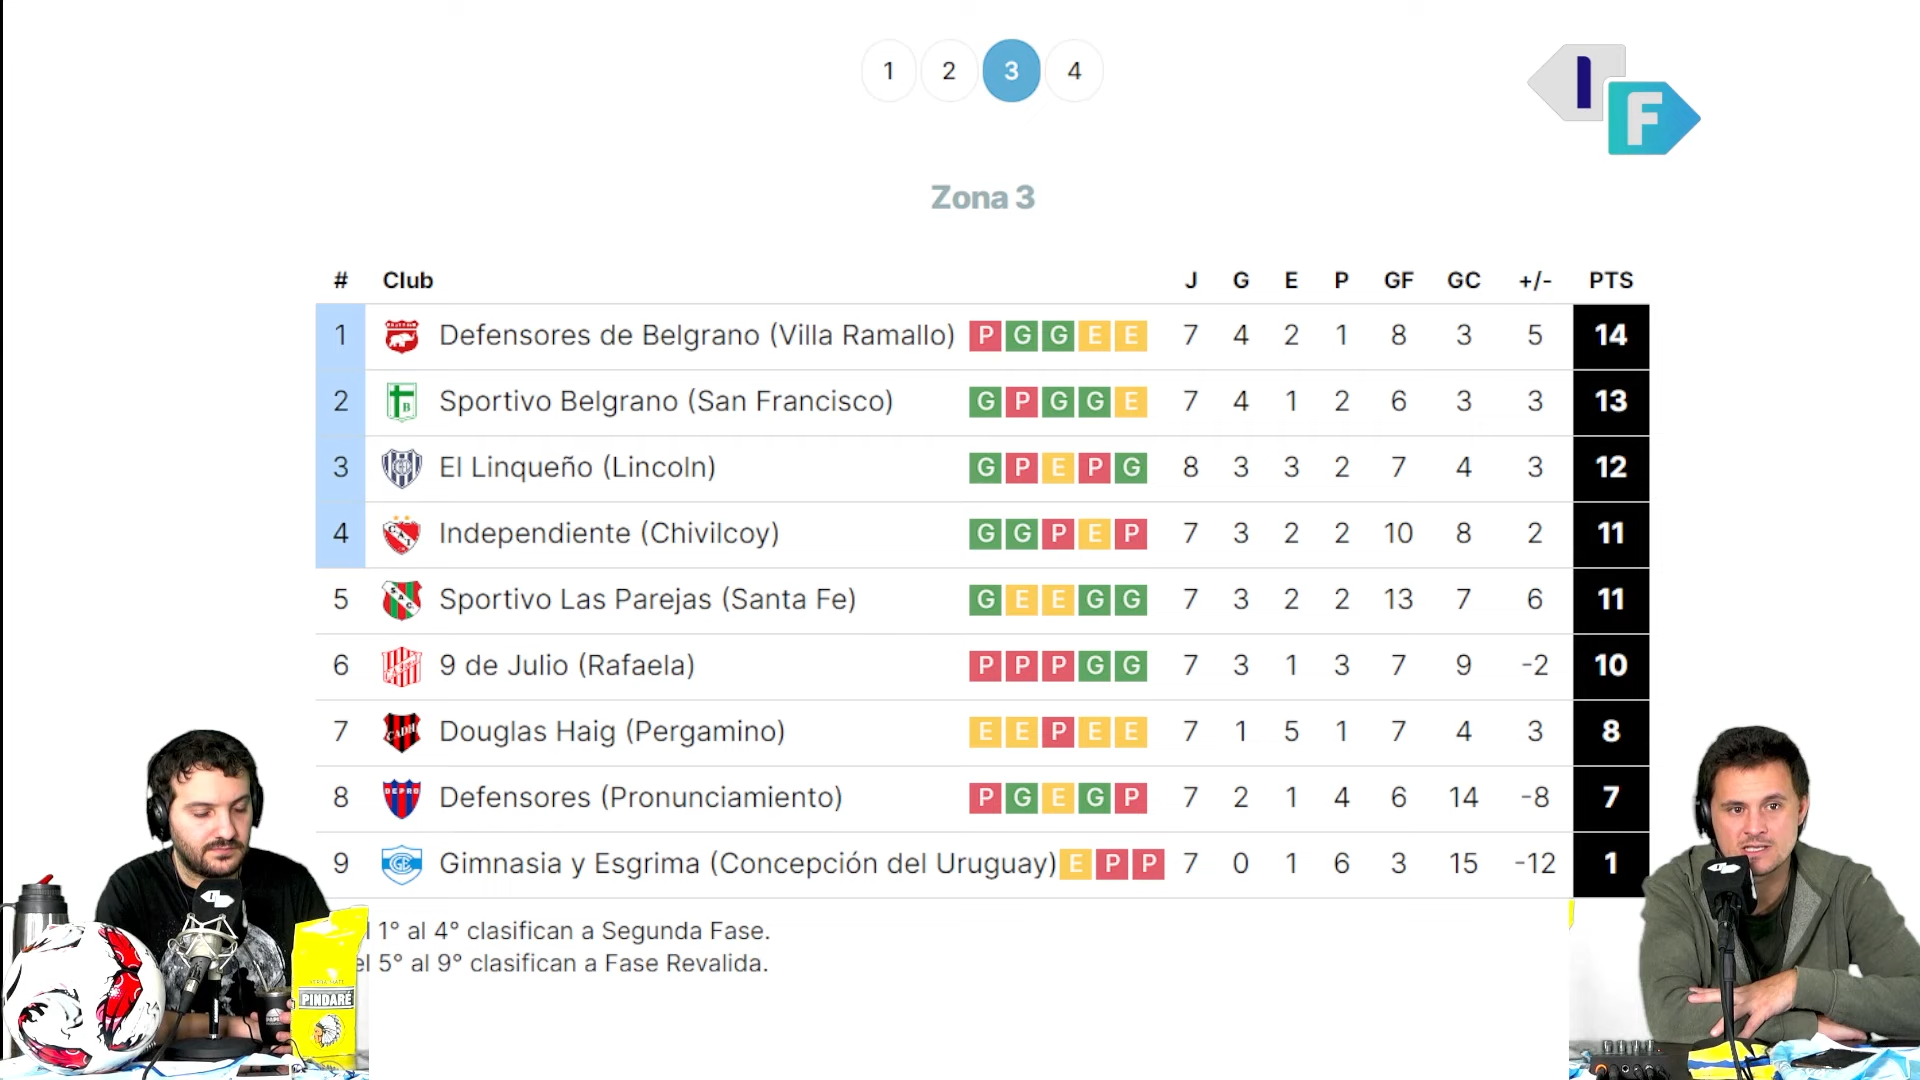 1 2 3 4
I F
Zona 3
# Club J G E P GF GC +/- PTS
1 Defensores de Belgrano (Villa Ramallo) P G G E E 7 4 2 1 8 3 5 14
2 Sportivo Belgrano (San Francisco) G P G G E 7 4 1 2 6 3 3 13
3 El Linqueño (Lincoln) G P E P G 8 3 3 2 7 4 3 12
4 Independiente (Chivilcoy) G G P E P 7 3 2 2 10 8 2 11
5 Sportivo Las Parejas (Santa Fe) G E E G G 7 3 2 2 13 7 6 11
6 9 de Julio (Rafaela) P P P G G 7 3 1 3 7 9 -2 10
7 Douglas Haig (Pergamino) E E P E E 7 1 5 1 7 4 3 8
8 Defensores (Pronunciamiento) P G E G P 7 2 1 4 6 14 -8 7
9 Gimnasia y Esgrima (Concepción del Uruguay) E P P 7 0 1 6 3 15 -12 1
l 1° al 4° clasifican a Segunda Fase.
el 5° al 9° clasifican a Fase Revalida.
PINDARÉ